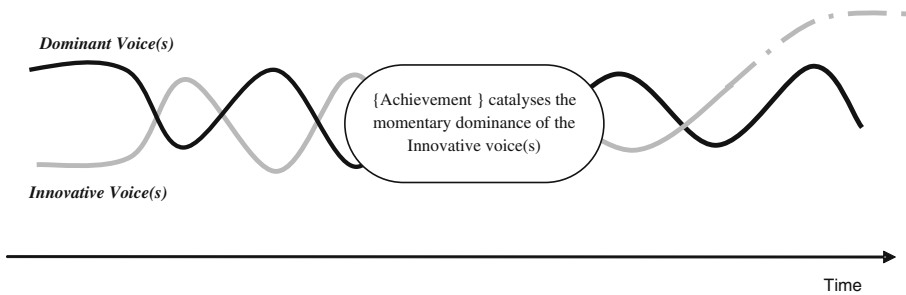 Dominant Voice(s)
{Achievement } catalyses the
momentary dominance of the
Innovative voice(s)
Innovative Voice(s)
Time